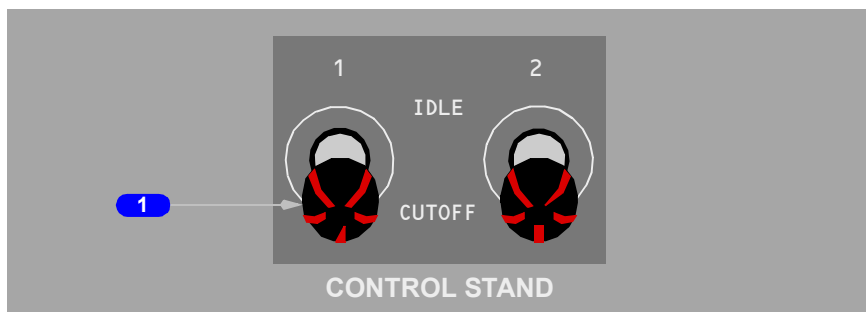 1 2
IDLE
1
CUTOFF
CONTROL STAND